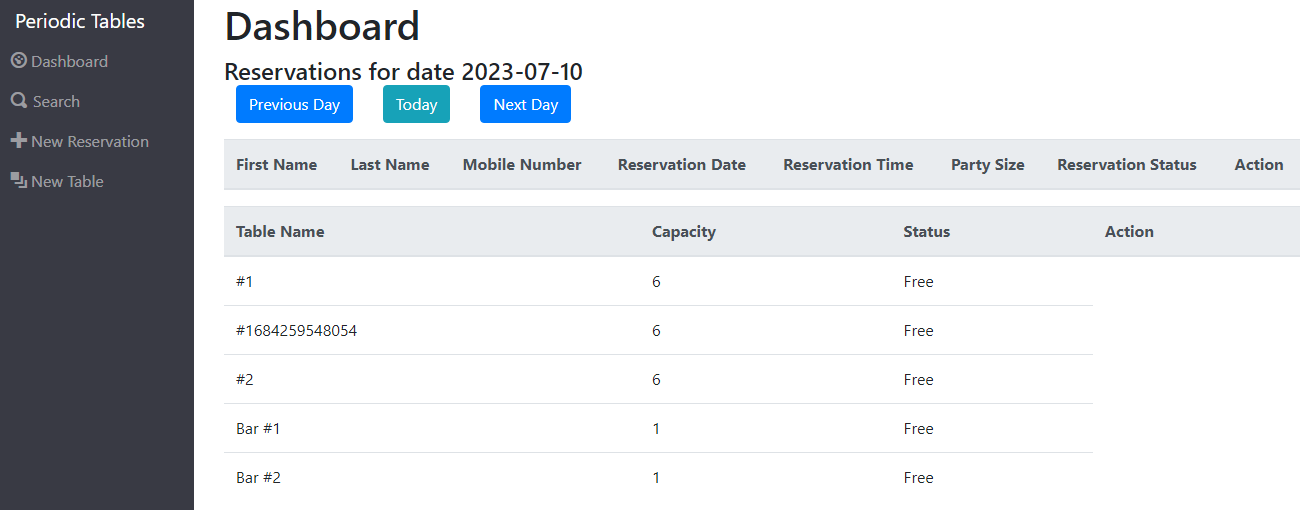 Periodic Tables
Dashboard
Search
New Reservation
New Table
Dashboard
Reservations for date 2023-07-10
Previous Day Today Next Day
First Name Last Name Mobile Number Reservation Date Reservation Time Party Size Reservation Status Action
Table Name Capacity Status Action
#1 6 Free
#1684259548054 6 Free
#2 6 Free
Bar #1 1 Free
Bar #2 1 Free